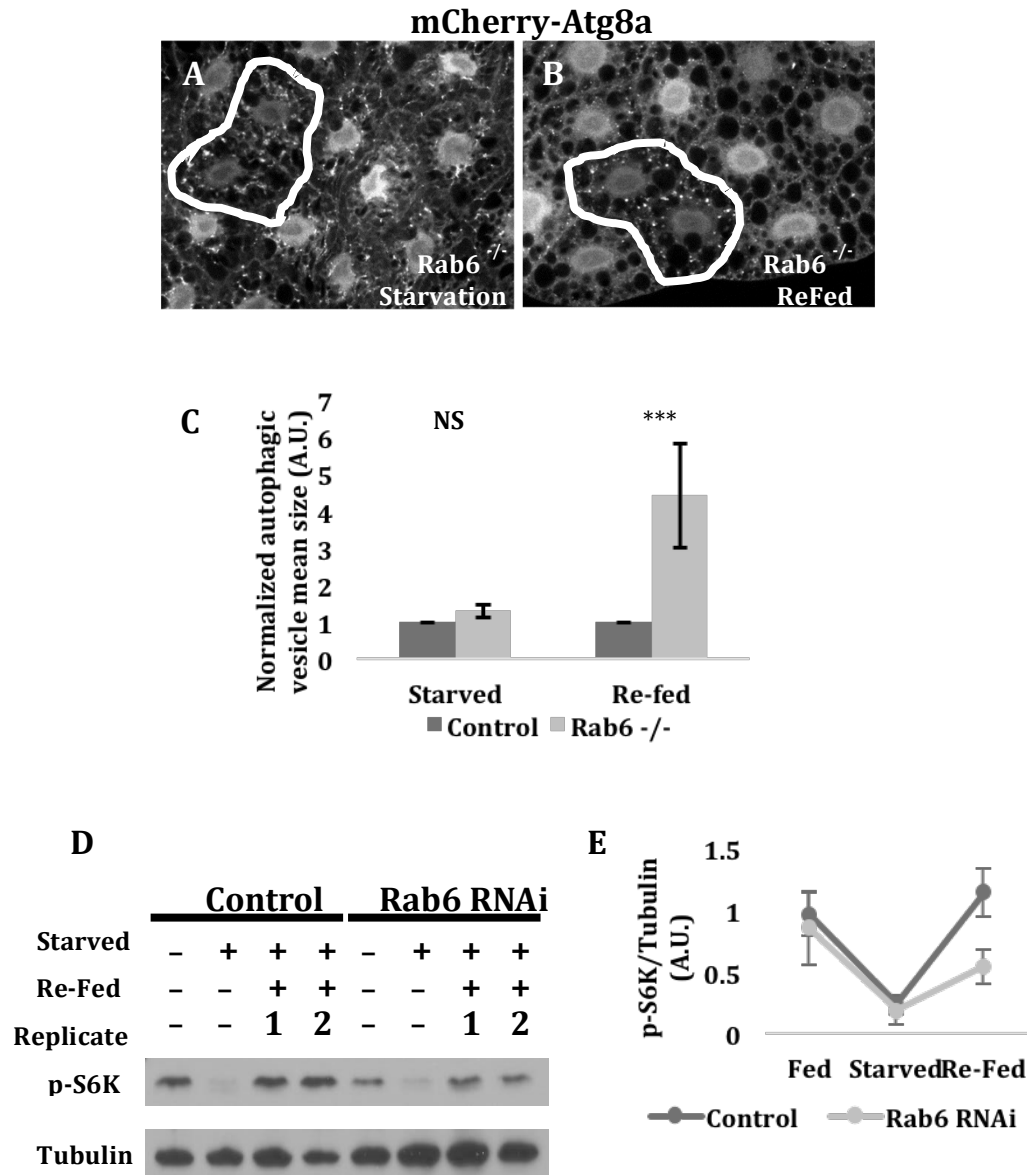 mCherry-Atg8a
A
B
Rab6 -/-
Starvation
Rab6 -/-
ReFed
C
Normalized autophagic
vesicle mean size (A.U.)
7
6
5
4
3
2
1
0
NS
***
Starved
Re-fed
Control
Rab6 -/-
D
Control
Rab6 RNAi
Starved – + + + – + + +
Re-Fed – – + + – – + +
Replicate – – 1 2 – – 1 2
p-S6K
Tubulin
E
p-S6K/Tubulin
(A.U.)
1.5
1
0.5
0
Fed
Starved
Re-Fed
Control
Rab6 RNAi